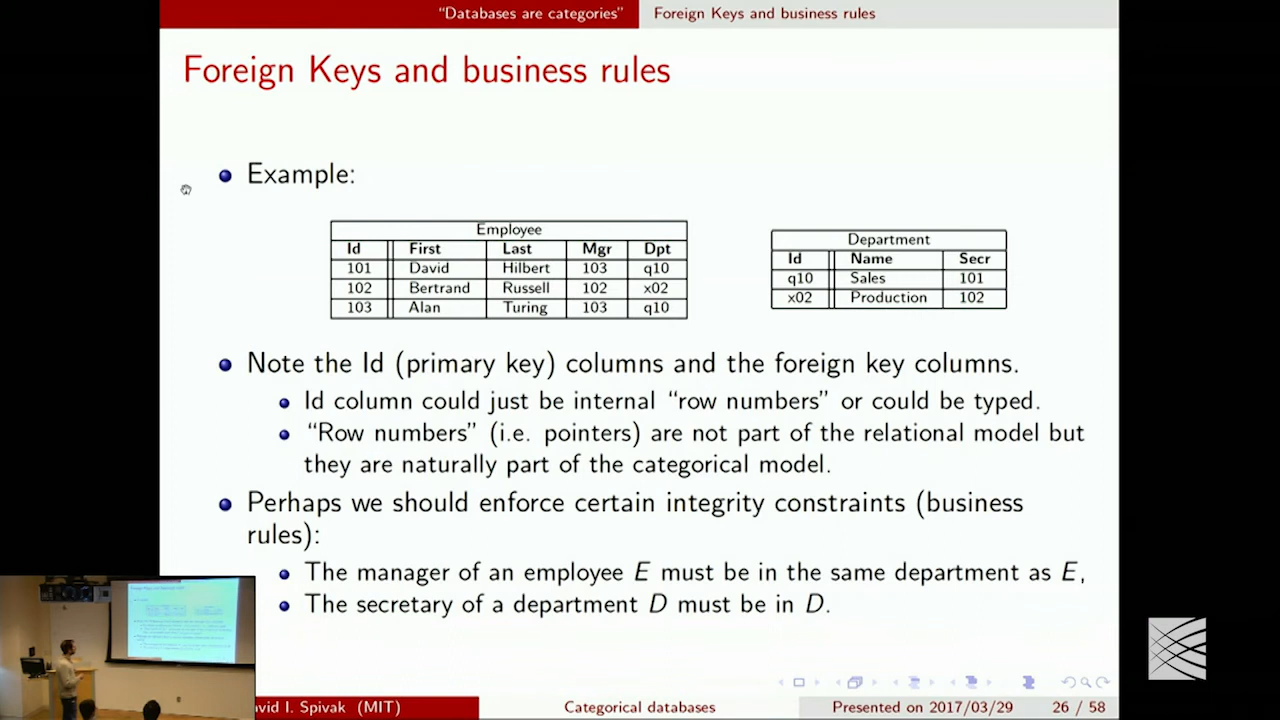 “Databases are categories” Foreign Keys and business rules
Foreign Keys and business rules
Example:
Employee
Id First Last Mgr Dpt
101 David Hilbert 103 q10
102 Bertrand Russell 102 x02
103 Alan Turing 103 q10
Department
Id Name Secr
q10 Sales 101
x02 Production 102
Note the Id (primary key) columns and the foreign key columns.
Id column could just be internal “row numbers” or could be typed.
“Row numbers” (i.e. pointers) are not part of the relational model but
they are naturally part of the categorical model.
Perhaps we should enforce certain integrity constraints (business
rules):
The manager of an employee E must be in the same department as E,
The secretary of a department D must be in D.
vid I. Spivak (MIT) Categorical databases Presented on 2017/03/29 26 / 58